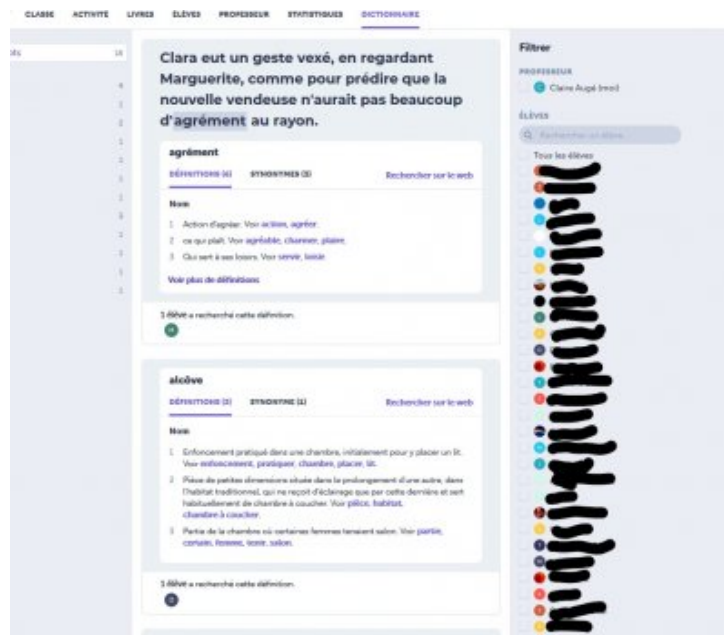 CLASSE ACTIVITÉ LIVRES ÉLÈVES PROFESSEUR STATISTIQUES DICTIONNAIRE
Clara eut un geste vexé, en regardant
Marguerite, comme pour prédire que la
nouvelle vendeuse n'aurait pas beaucoup
d'agrément au rayon.
agrément
DÉFINITIONS (6) SYNONYMES (3) Rechercher sur le web
Nom
1 Action d'agréer. Voir action, agréer.
2 ce qui plaît. Voir agréable, charmer, plaire.
3 Qui sert à ses loisirs. Voir servir, loisir.
Voir plus de définitions
1 élève a recherché cette définition.
alcôve
DÉFINITIONS (3) SYNONYME (1) Rechercher sur le web
Nom
1 Enfoncement pratiqué dans une chambre, initialement pour y placer un lit.
Voir enfoncement, pratiquer, chambre, placer, lit.
2 Pièce de petites dimensions située dans le prolongement d'une autre, dans
l'habitat traditionnel, qui ne reçoit d'éclairage que par cette dernière et sert
habituellement de chambre à coucher. Voir pièce, habitat,
chambre à coucher.
3 Partie de la chambre où certaines femmes tenaient salon. Voir partie,
certain, femme, tenir, salon.
1 élève a recherché cette définition.
Filtrer
PROFESSEUR
Claire Augé (moi)
ÉLÈVES
Rechercher un élève
Tous les élèves